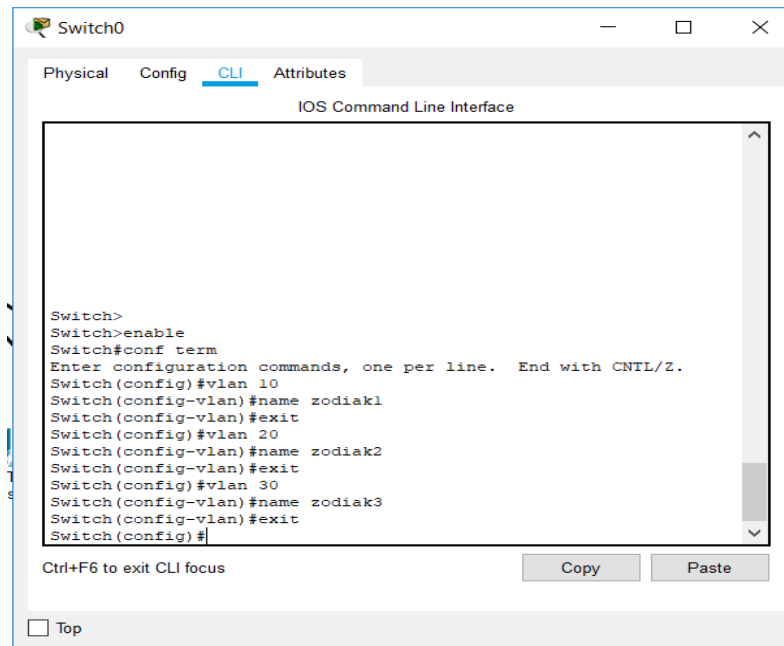 Switch0
Physical Config CLI Attributes
IOS Command Line Interface
Switch>
Switch>enable
Switch#conf term
Enter configuration commands, one per line.  End with CNTL/Z.
Switch(config)#vlan 10
Switch(config-vlan)#name zodiak1
Switch(config-vlan)#exit
Switch(config)#vlan 20
Switch(config-vlan)#name zodiak2
Switch(config-vlan)#exit
Switch(config)#vlan 30
Switch(config-vlan)#name zodiak3
Switch(config-vlan)#exit
Switch(config)#
Ctrl+F6 to exit CLI focus
Copy Paste
Top